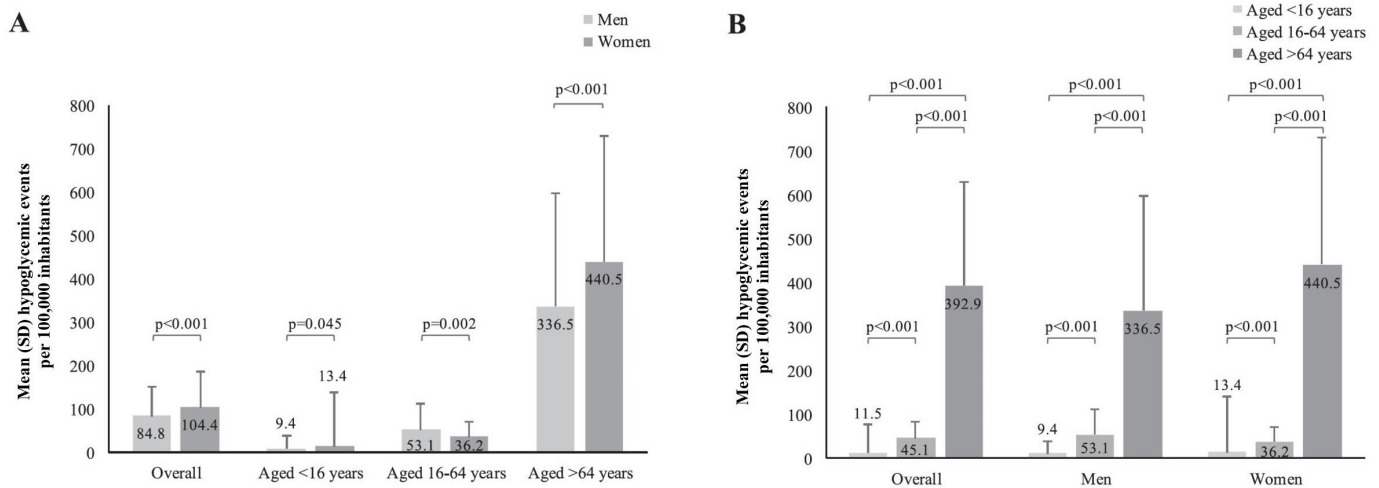 A
Men
Women
Mean (SD) hypoglycemic events
per 100,000 inhabitants
800
700
600
500
400
300
200
100
0
p<0.001
p=0.045
p=0.002
p<0.001
84.8
104.4
9.4
13.4
53.1
36.2
336.5
440.5
Overall
Aged <16 years
Aged 16-64 years
Aged >64 years
B
Aged <16 years
Aged 16-64 years
Aged >64 years
Mean (SD) hypoglycemic events
per 100,000 inhabitants
800
700
600
500
400
300
200
100
0
p<0.001
p<0.001
p<0.001
p<0.001
p<0.001
p<0.001
p<0.001
p<0.001
p<0.001
11.5
45.1
392.9
9.4
53.1
336.5
13.4
36.2
440.5
Overall
Men
Women